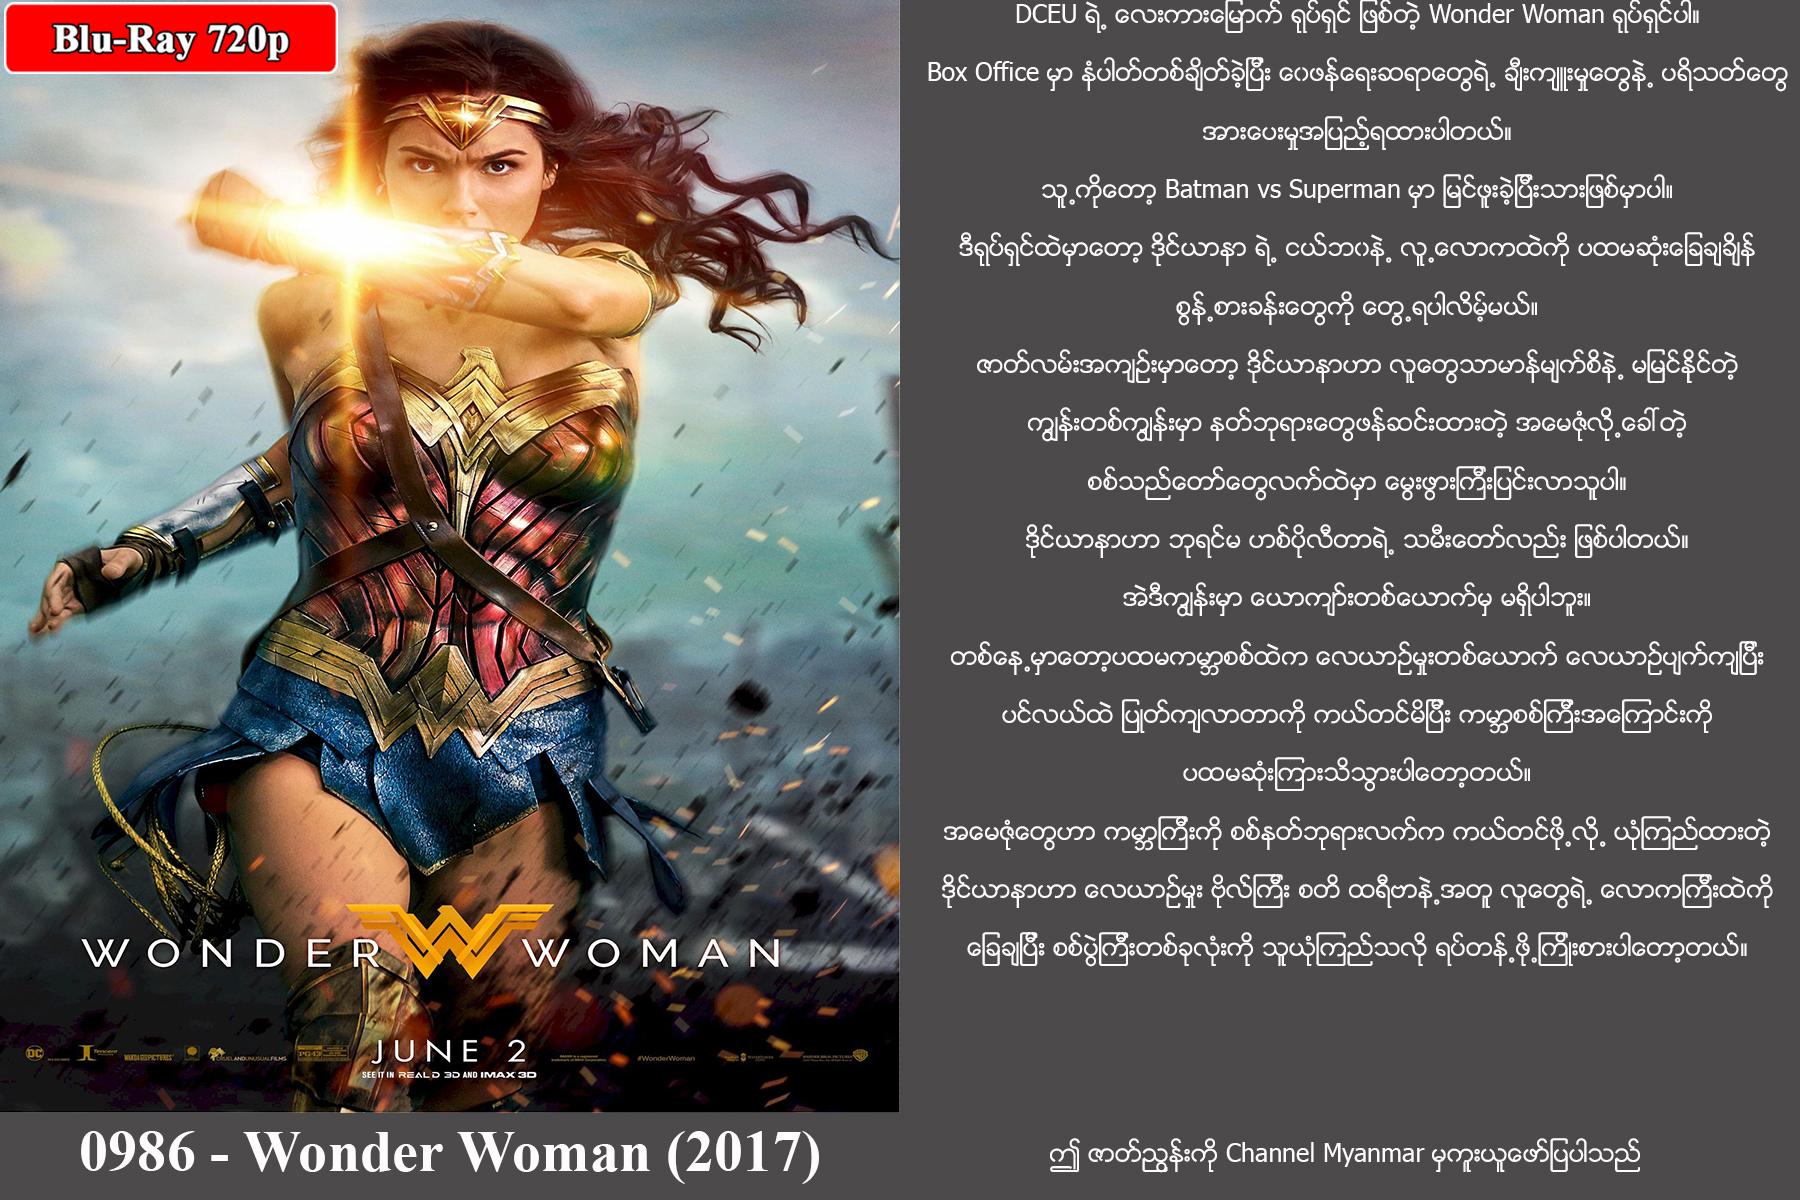 Blu-Ray 720p
WONDER WOMAN
JUNE 2
SEE IT IN REAL D 3D AND IMAX 3D
#WonderWoman
0986 - Wonder Woman (2017)
DCEU ရဲ့ လေးကားမြောက် ရုပ်ရှင် ဖြစ်တဲ့ Wonder Woman ရုပ်ရှင်ပါ။
Box Office မှာ နံပါတ်တစ်ချိတ်ခဲ့ပြီး ဝေဖန်ရေးဆရာတွေရဲ့ ချီးကျူးမှုတွေနဲ့ ပရိသတ်တွေ
အားပေးမှုအပြည့်ရထားပါတယ်။
သူ့ကိုတော့ Batman vs Superman မှာ မြင်ဖူးခဲ့ပြီးသားဖြစ်မှာပါ။
ဒီရုပ်ရှင်ထဲမှာတော့ ဒိုင်ယာနာ ရဲ့ ငယ်ဘဝနဲ့ လူ့လောကထဲကို ပထမဆုံးခြေချချိန်
စွန့်စားခန်းတွေကို တွေ့ရပါလိမ့်မယ်။
ဇာတ်လမ်းအကျဉ်းမှာတော့ ဒိုင်ယာနာဟာ လူတွေသာမာန်မျက်စိနဲ့ မမြင်နိုင်တဲ့
ကျွန်းတစ်ကျွန်းမှာ နတ်ဘုရားတွေဖန်ဆင်းထားတဲ့ အမေဇုံလို့ခေါ်တဲ့
စစ်သည်တော်တွေလက်ထဲမှာ မွေးဖွားကြီးပြင်းလာသူပါ။
ဒိုင်ယာနာဟာ ဘုရင်မ ဟစ်ပိုလီတာရဲ့ သမီးတော်လည်း ဖြစ်ပါတယ်။
အဲဒီကျွန်းမှာ ယောကျာ်းတစ်ယောက်မှ မရှိပါဘူး။
တစ်နေ့မှာတော့ပထမကမ္ဘာစစ်ထဲက လေယာဉ်မှုးတစ်ယောက် လေယာဉ်ပျက်ကျပြီး
ပင်လယ်ထဲ ပြုတ်ကျလာတာကို ကယ်တင်မိပြီး ကမ္ဘာစစ်ကြီးအကြောင်းကို
ပထမဆုံးကြားသိသွားပါတော့တယ်။
အမေဇုံတွေဟာ ကမ္ဘာကြီးကို စစ်နတ်ဘုရားလက်က ကယ်တင်ဖို့လို့ ယုံကြည်ထားတဲ့
ဒိုင်ယာနာဟာ လေယာဉ်မှုး ဗိုလ်ကြီး စတိ ထရီဗာနဲ့အတူ လူတွေရဲ့ လောကကြီးထဲကို
ခြေချပြီး စစ်ပွဲကြီးတစ်ခုလုံးကို သူယုံကြည်သလို ရပ်တန့်ဖို့ကြိုးစားပါတော့တယ်။
ဤ ဇာတ်ညွှန်းကို Channel Myanmar မှကူးယူဖော်ပြပါသည်